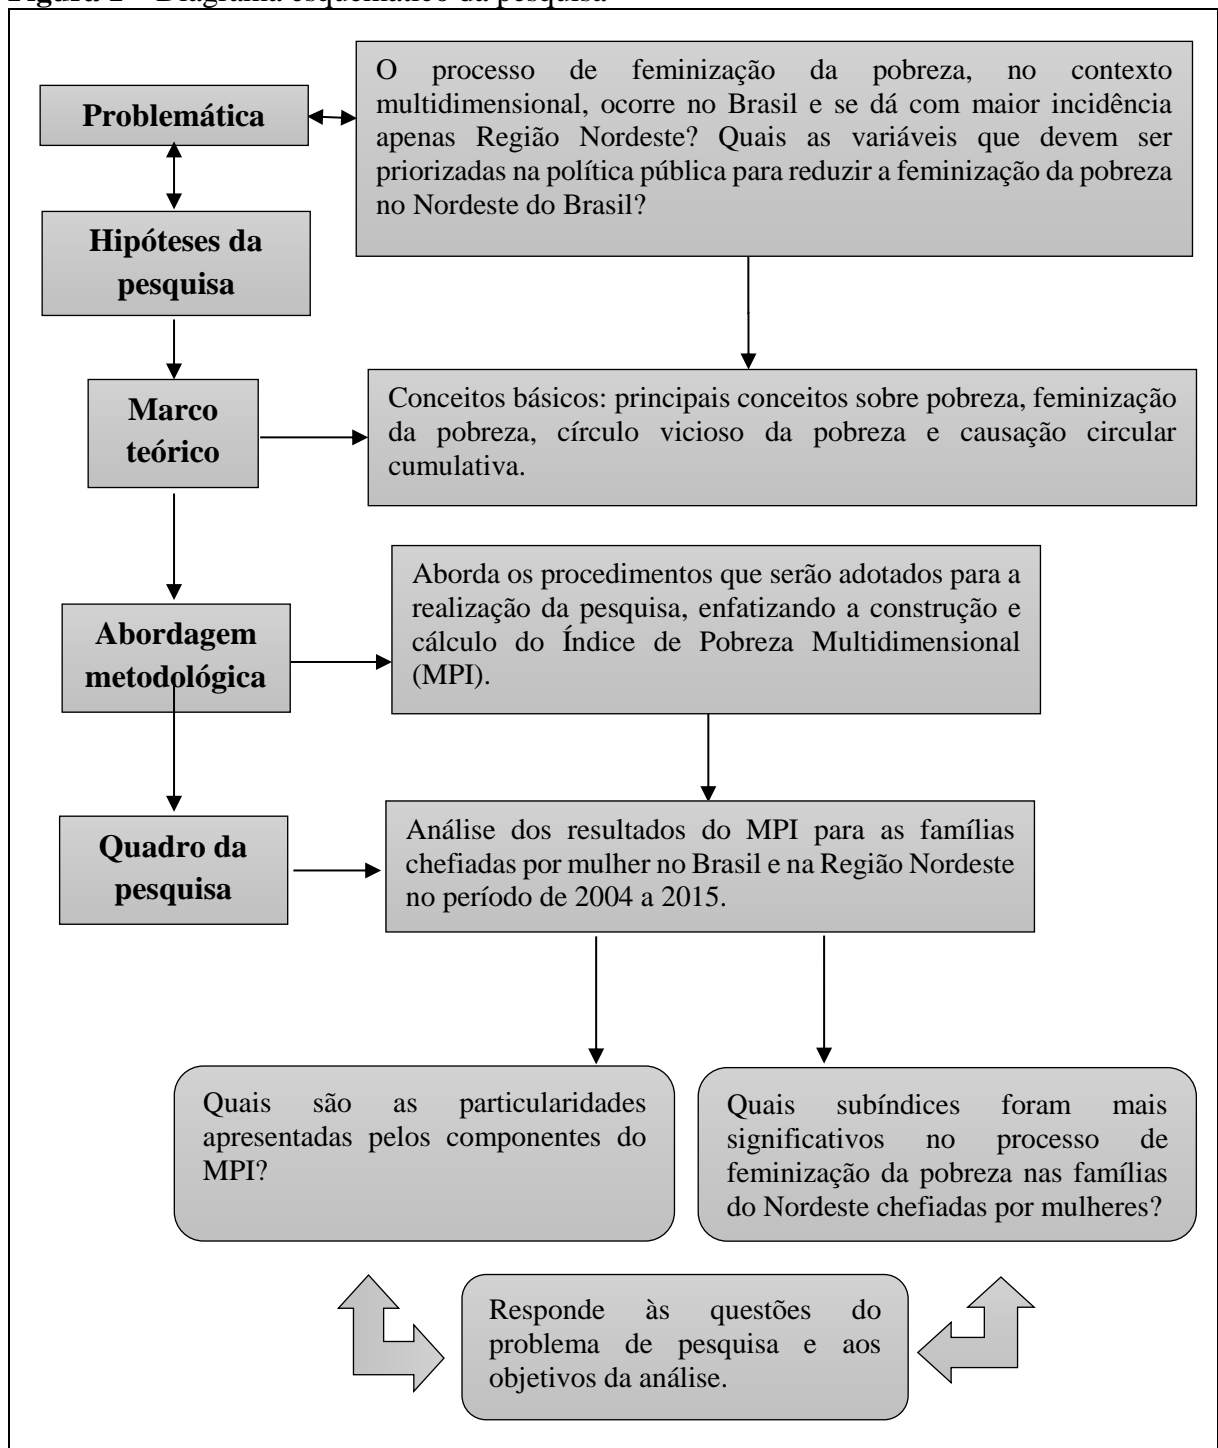 Figura 1 – Diagrama esquemático da pesquisa
Problemática
O processo de feminização da pobreza, no contexto
multidimensional, ocorre no Brasil e se dá com maior incidência
apenas Região Nordeste? Quais as variáveis que devem ser
priorizadas na política pública para reduzir a feminização da pobreza
no Nordeste do Brasil?
Hipóteses da
pesquisa
Marco
teórico
Conceitos básicos: principais conceitos sobre pobreza, feminização
da pobreza, círculo vicioso da pobreza e causação circular
cumulativa.
Abordagem
metodológica
Aborda os procedimentos que serão adotados para a
realização da pesquisa, enfatizando a construção e
cálculo do Índice de Pobreza Multidimensional
(MPI).
Quadro da
pesquisa
Análise dos resultados do MPI para as famílias
chefiadas por mulher no Brasil e na Região Nordeste
no período de 2004 a 2015.
Quais são as particularidades
apresentadas pelos componentes do
MPI?
Quais subíndices foram mais
significativos no processo de
feminização da pobreza nas famílias
do Nordeste chefiadas por mulheres?
Responde às questões do
problema de pesquisa e aos
objetivos da análise.